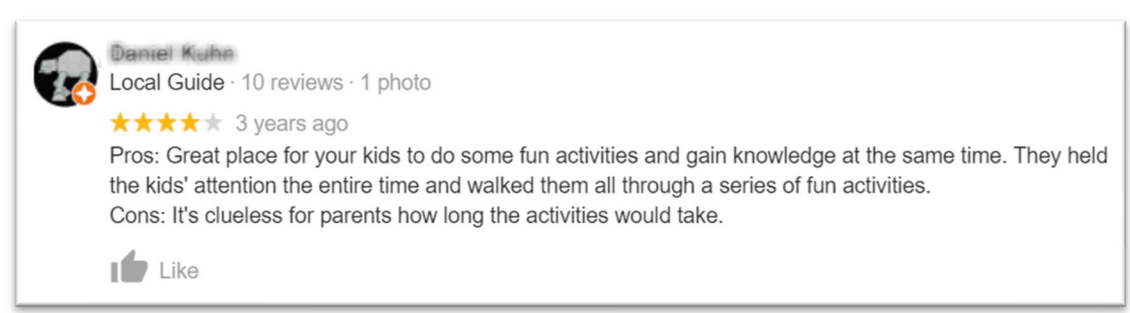 Daniel Kuhn
Local Guide · 10 reviews · 1 photo
3 years ago
Pros: Great place for your kids to do some fun activities and gain knowledge at the same time. They held
the kids' attention the entire time and walked them all through a series of fun activities.
Cons: It's clueless for parents how long the activities would take.
Like